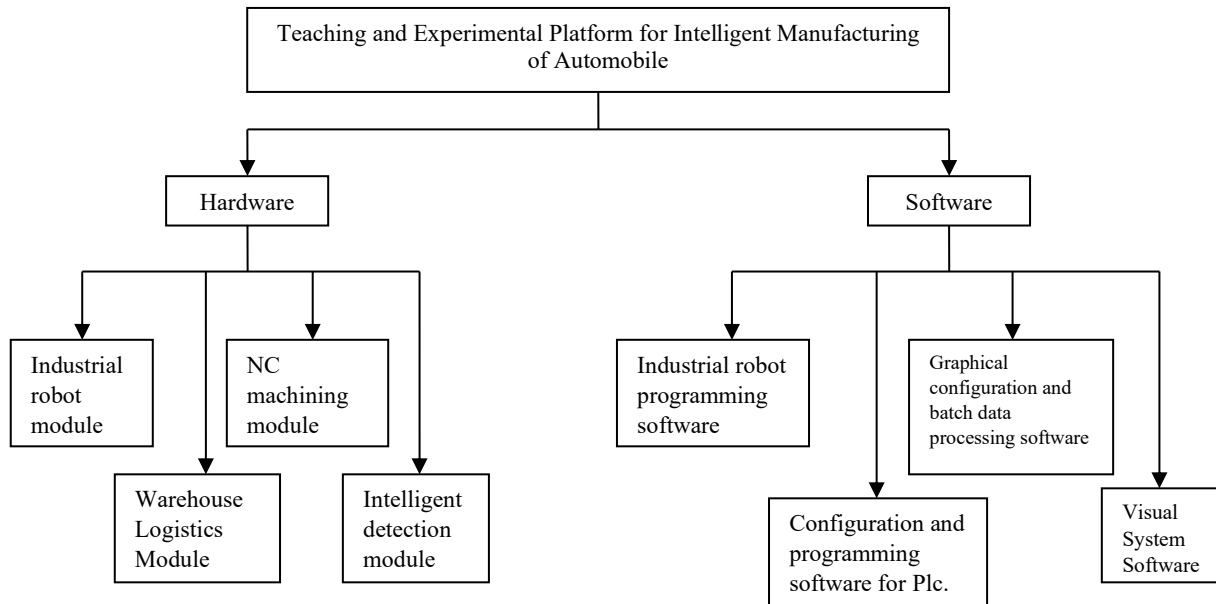 Teaching and Experimental Platform for Intelligent Manufacturing
of Automobile
Hardware
Software
Industrial
robot
module
NC
machining
module
Industrial robot
programming
software
Graphical
configuration and
batch data
processing software
Warehouse
Logistics
Module
Intelligent
detection
module
Configuration and
programming
software for Plc.
Visual
System
Software